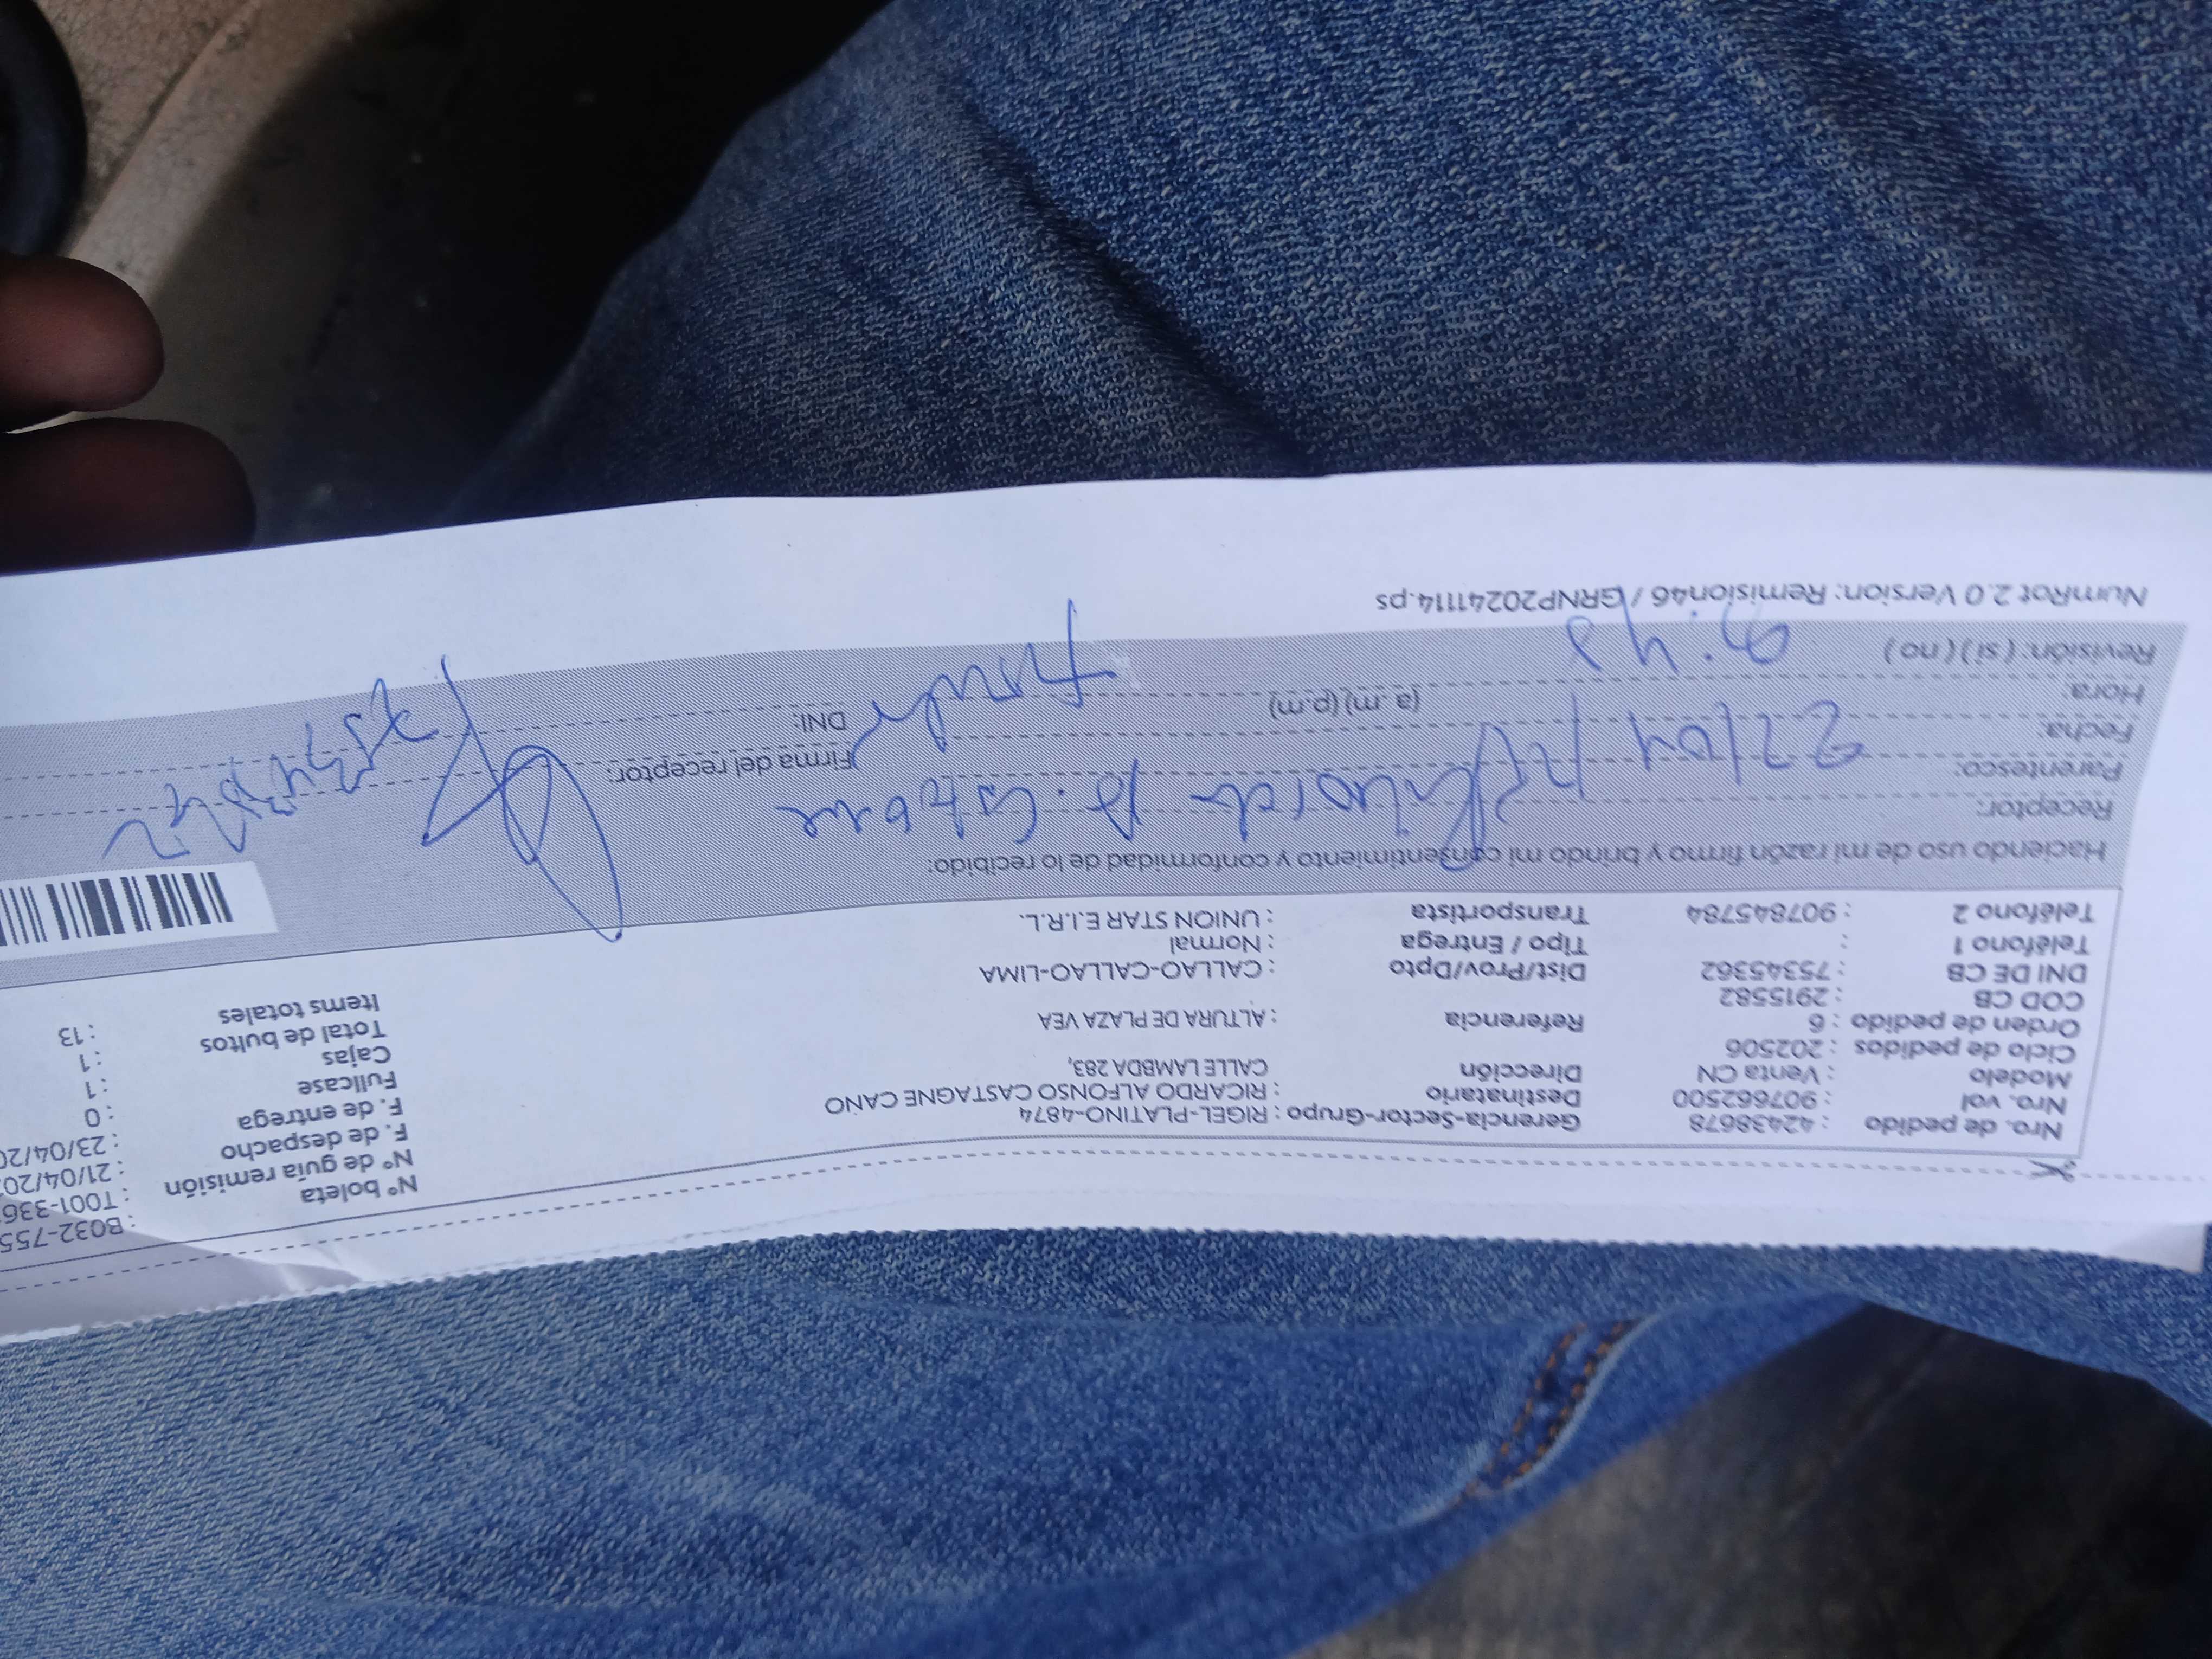 Nº boleta : B032-755
Nº de guía remisión : T001-336
F. de despacho : 21/04/20
F. de entrega : 23/04/20
Fullcase : 0
Cajas : 1
Total de bultos : 1
Items totales : 13
Nro. de pedido : 42438678
Nro. vol : 907662500
Modelo : Venta CN
Ciclo de pedidos : 202506
Orden de pedido : 6
COD CB : 2915582
DNI DE CB : 75345362
Teléfono 1 :
Teléfono 2 : 907845784
Gerencia-Sector-Grupo : RIGEL-PLATINO-4874
Destinatario : RICARDO ALFONSO CASTAGNE CANO
Dirección CALLE LAMBDA 283,
Referencia : ALTURA DE PLAZA VEA
Dist/Prov/Dpto : CALLAO-CALLAO-LIMA
Tipo / Entrega : Normal
Transportista : UNION STAR E.I.R.L.
Haciendo uso de mi razón firmo y brindo mi consentimiento y conformidad de lo recibido:
Receptor:
Parentesco:
Firma del receptor:
Fecha: 22/04/25
DNI:
Hora: (a.m) (p.m)
Revisión: ( si ) ( no )
NumRot 2.0 Version: Remision46 / GRNP20241114.ps